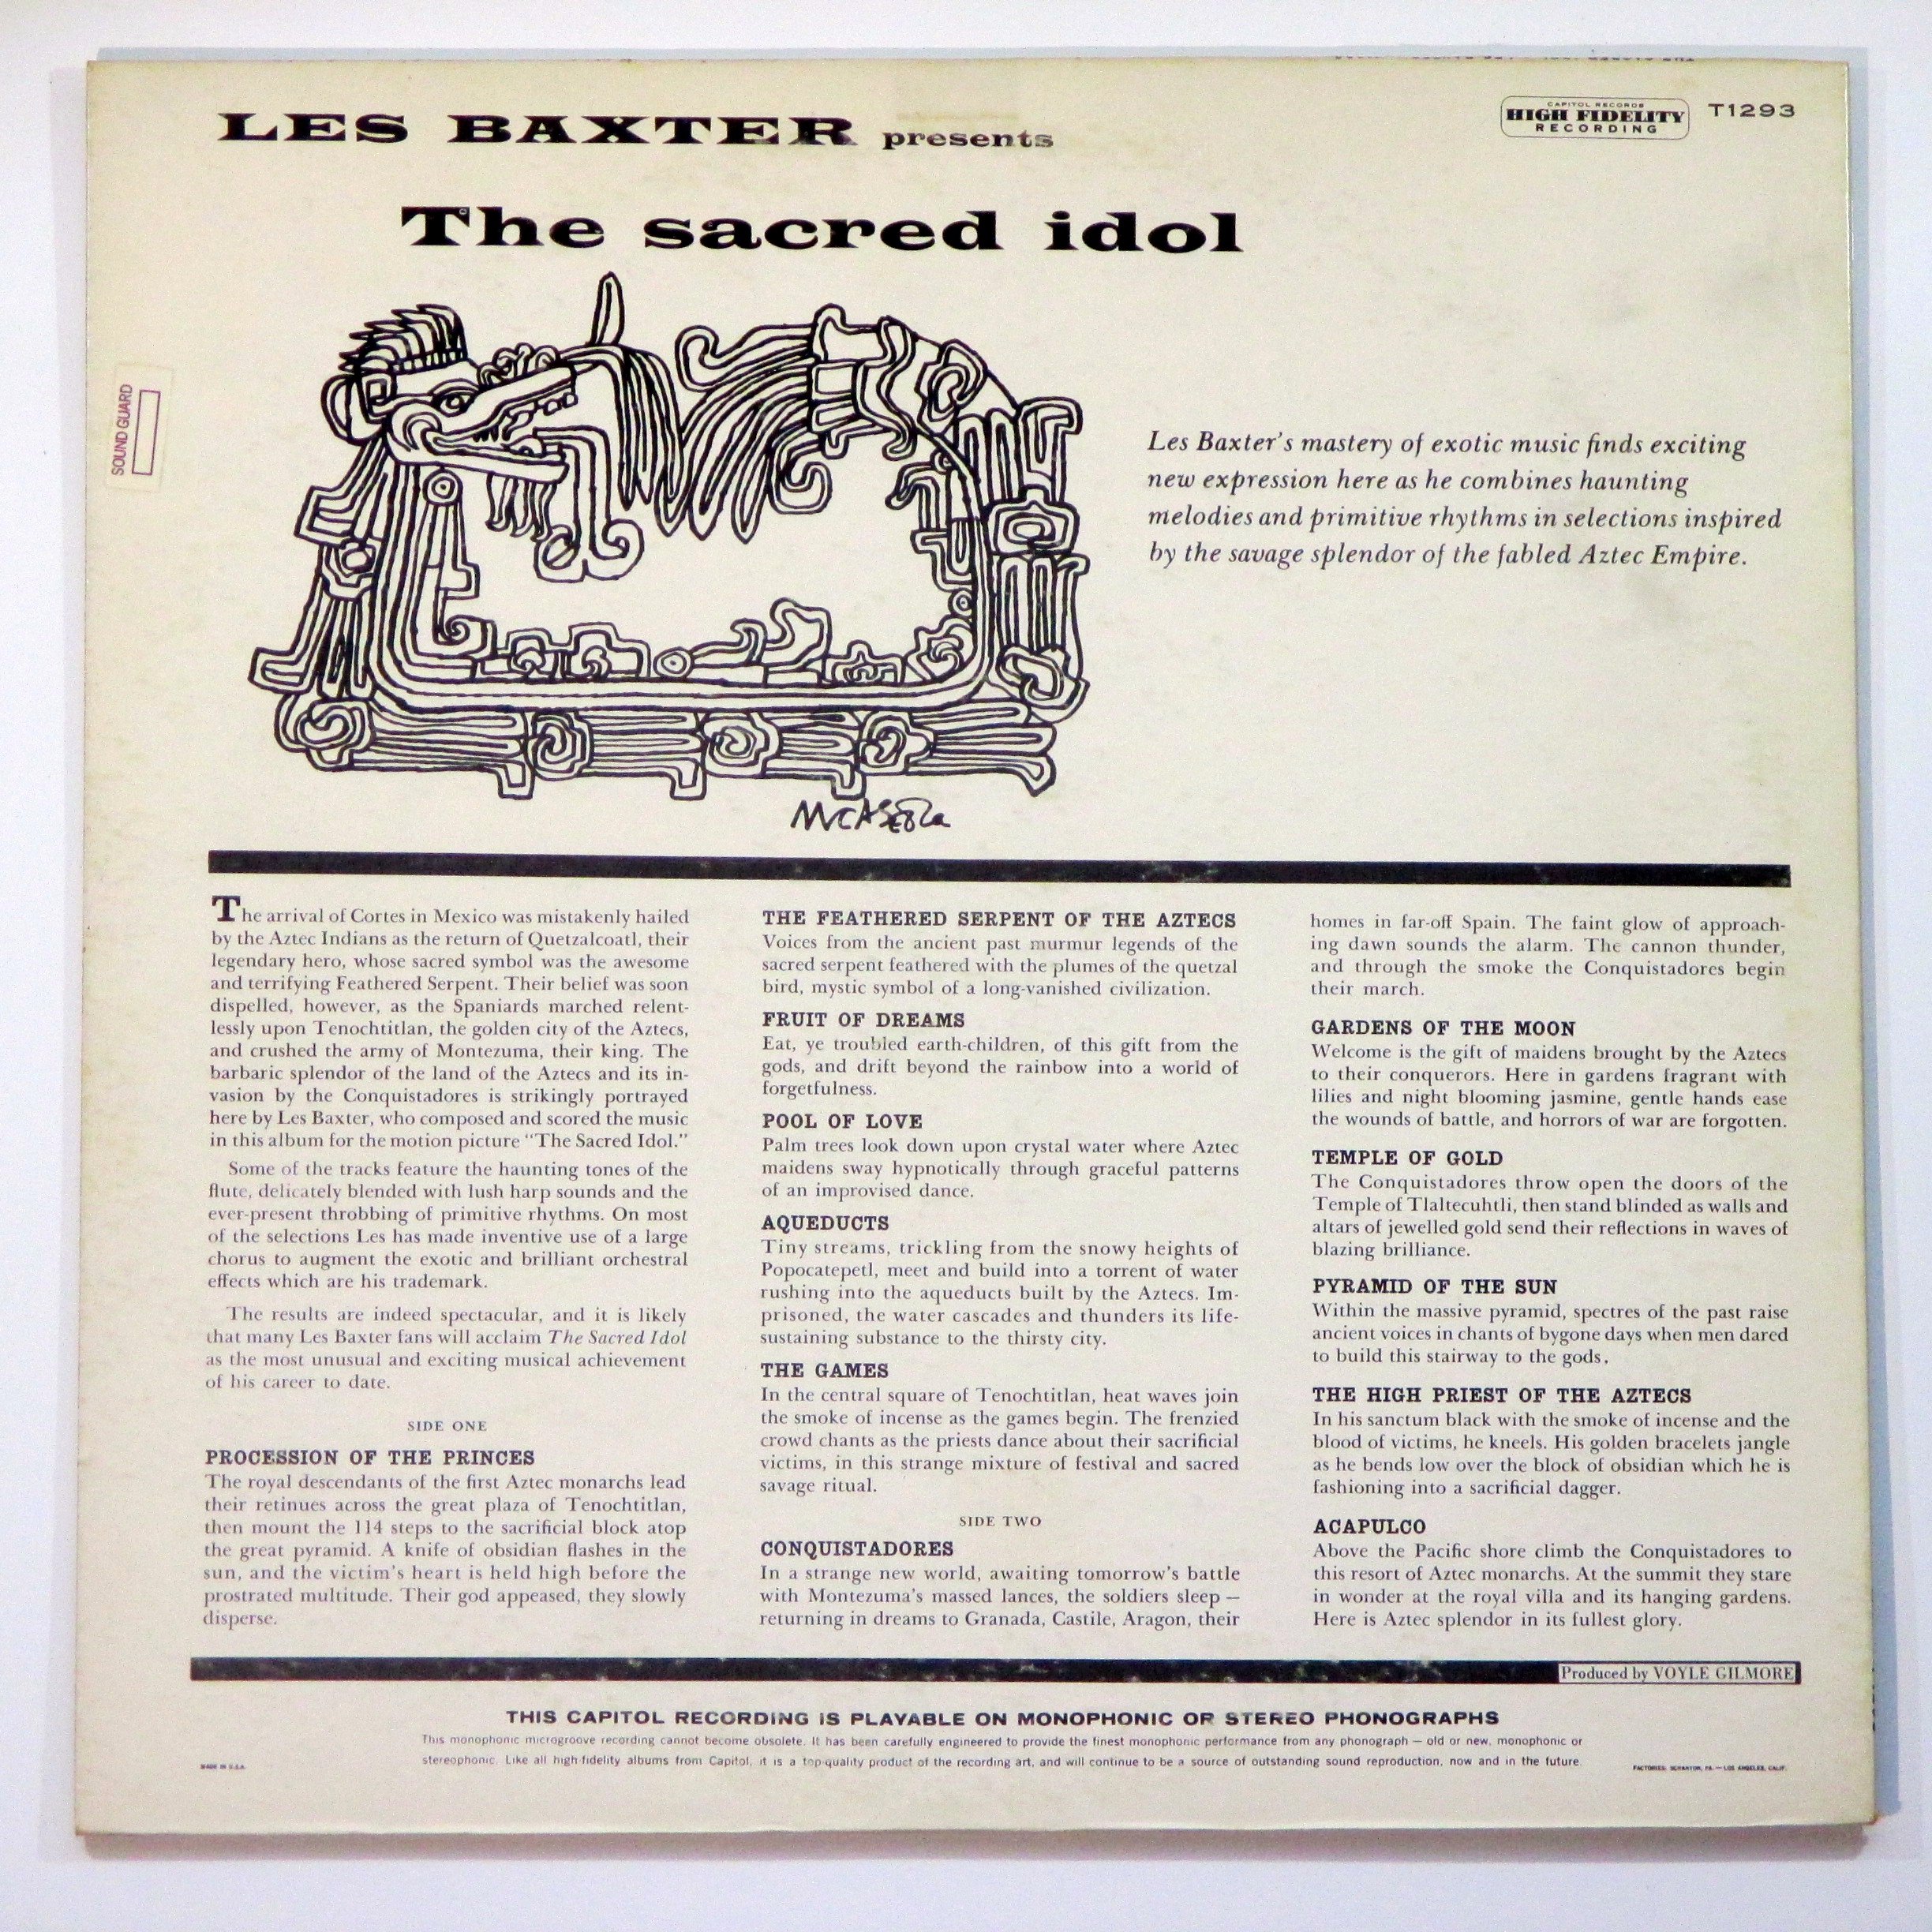 LES BAXTER presents
CAPITOL RECORDS
HIGH FIDELITY
RECORDING
T1293
The sacred idol
SOUND GUARD
Les Baxter's mastery of exotic music finds exciting
new expression here as he combines haunting
melodies and primitive rhythms in selections inspired
by the savage splendor of the fabled Aztec Empire.
The arrival of Cortes in Mexico was mistakenly hailed
by the Aztec Indians as the return of Quetzalcoatl, their
legendary hero, whose sacred symbol was the awesome
and terrifying Feathered Serpent. Their belief was soon
dispelled, however, as the Spaniards marched relent-
lessly upon Tenochtitlan, the golden city of the Aztecs,
and crushed the army of Montezuma, their king. The
barbaric splendor of the land of the Aztecs and its in-
vasion by the Conquistadores is strikingly portrayed
here by Les Baxter, who composed and scored the music
in this album for the motion picture "The Sacred Idol."
Some of the tracks feature the haunting tones of the
flute, delicately blended with lush harp sounds and the
ever-present throbbing of primitive rhythms. On most
of the selections Les has made inventive use of a large
chorus to augment the exotic and brilliant orchestral
effects which are his trademark.
The results are indeed spectacular, and it is likely
that many Les Baxter fans will acclaim The Sacred Idol
as the most unusual and exciting musical achievement
of his career to date.
SIDE ONE
PROCESSION OF THE PRINCES
The royal descendants of the first Aztec monarchs lead
their retinues across the great plaza of Tenochtitlan,
then mount the 114 steps to the sacrificial block atop
the great pyramid. A knife of obsidian flashes in the
sun, and the victim's heart is held high before the
prostrated multitude. Their god appeased, they slowly
disperse.
THE FEATHERED SERPENT OF THE AZTECS
Voices from the ancient past murmur legends of the
sacred serpent feathered with the plumes of the quetzal
bird, mystic symbol of a long-vanished civilization.
FRUIT OF DREAMS
Eat, ye troubled earth-children, of this gift from the
gods, and drift beyond the rainbow into a world of
forgetfulness.
POOL OF LOVE
Palm trees look down upon crystal water where Aztec
maidens sway hypnotically through graceful patterns
of an improvised dance.
AQUEDUCTS
Tiny streams, trickling from the snowy heights of
Popocatepetl, meet and build into a torrent of water
rushing into the aqueducts built by the Aztecs. Im-
prisoned, the water cascades and thunders its life-
sustaining substance to the thirsty city.
THE GAMES
In the central square of Tenochtitlan, heat waves join
the smoke of incense as the games begin. The frenzied
crowd chants as the priests dance about their sacrificial
victims, in this strange mixture of festival and sacred
savage ritual.
SIDE TWO
CONQUISTADORES
In a strange new world, awaiting tomorrow's battle
with Montezuma's massed lances, the soldiers sleep —
returning in dreams to Granada, Castile, Aragon, their
homes in far-off Spain. The faint glow of approach-
ing dawn sounds the alarm. The cannon thunder,
and through the smoke the Conquistadores begin
their march.
GARDENS OF THE MOON
Welcome is the gift of maidens brought by the Aztecs
to their conquerors. Here in gardens fragrant with
lilies and night blooming jasmine, gentle hands ease
the wounds of battle, and horrors of war are forgotten.
TEMPLE OF GOLD
The Conquistadores throw open the doors of the
Temple of Tlaltecuhtli, then stand blinded as walls and
altars of jewelled gold send their reflections in waves of
blazing brilliance.
PYRAMID OF THE SUN
Within the massive pyramid, spectres of the past raise
ancient voices in chants of bygone days when men dared
to build this stairway to the gods.
THE HIGH PRIEST OF THE AZTECS
In his sanctum black with the smoke of incense and the
blood of victims, he kneels. His golden bracelets jangle
as he bends low over the block of obsidian which he is
fashioning into a sacrificial dagger.
ACAPULCO
Above the Pacific shore climb the Conquistadores to
this resort of Aztec monarchs. At the summit they stare
in wonder at the royal villa and its hanging gardens.
Here is Aztec splendor in its fullest glory.
Produced by VOYLE GILMORE
THIS CAPITOL RECORDING IS PLAYABLE ON MONOPHONIC OR STEREO PHONOGRAPHS
This monophonic microgroove recording cannot become obsolete. It has been carefully engineered to provide the finest monophonic performance from any phonograph — old or new, monophonic or
stereophonic. Like all high fidelity albums from Capitol, it is a top-quality product of the recording art, and will continue to be a source of outstanding sound reproduction, now and in the future.
MADE IN U.S.A.
FACTORIES: SCRANTON, PA. — LOS ANGELES, CALIF.